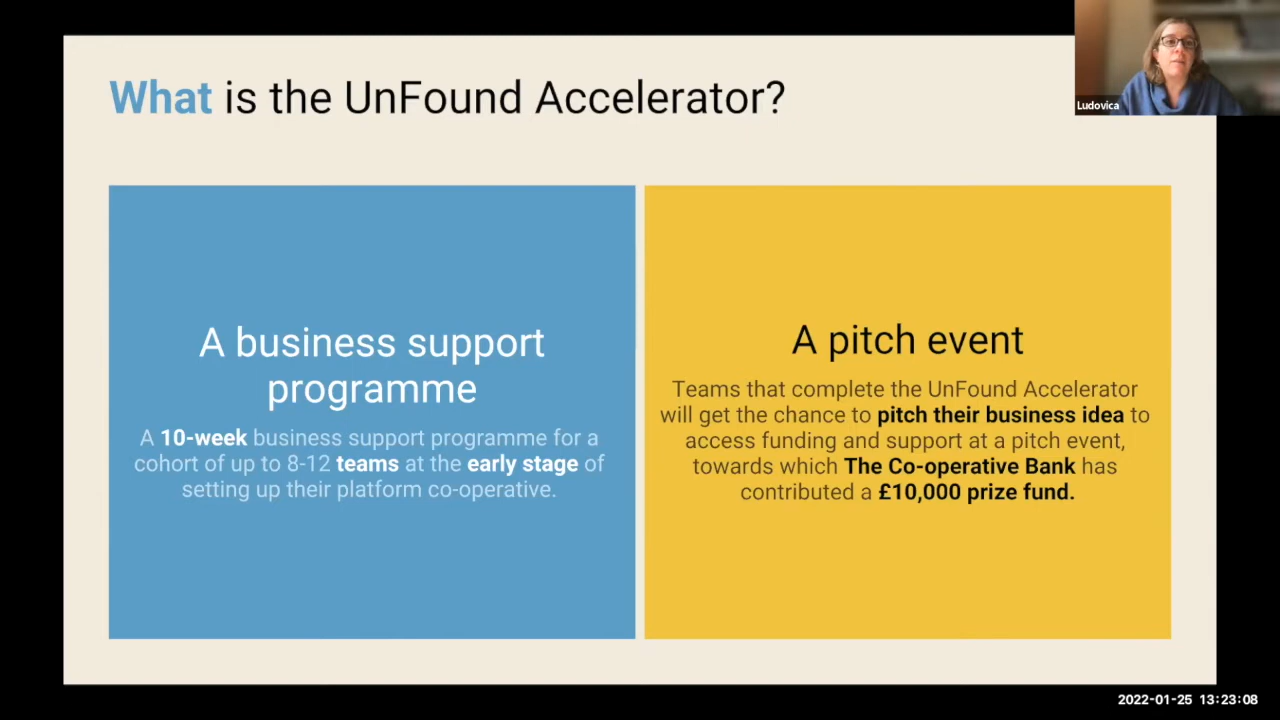 What is the UnFound Accelerator?
Ludovica
A business support
programme
A 10-week business support programme for a
cohort of up to 8-12 teams at the early stage of
setting up their platform co-operative.
A pitch event
Teams that complete the UnFound Accelerator
will get the chance to pitch their business idea to
access funding and support at a pitch event,
towards which The Co-operative Bank has
contributed a £10,000 prize fund.
2022-01-25 13:23:08